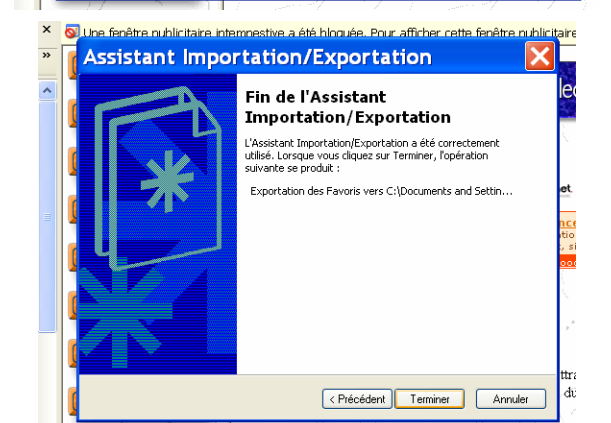 × Une fenêtre publicitaire intempestive a été bloquée. Pour afficher cette fenêtre publicitaire
»
Assistant Importation/Exportation
Fin de l'Assistant
Importation/Exportation
L'Assistant Importation/Exportation a été correctement
utilisé. Lorsque vous cliquez sur Terminer, l'opération
suivante se produit :
Exportation des Favoris vers C:\Documents and Settin...
< Précédent Terminer Annuler